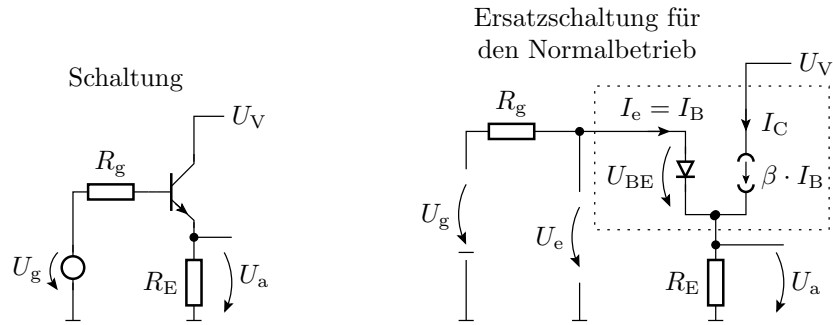 Schaltung
U_V
R_g
U_g
R_E
U_a
Ersatzschaltung für
den Normalbetrieb
U_V
R_g
I_e = I_B
I_C
U_BE
β · I_B
U_g
U_e
R_E
U_a